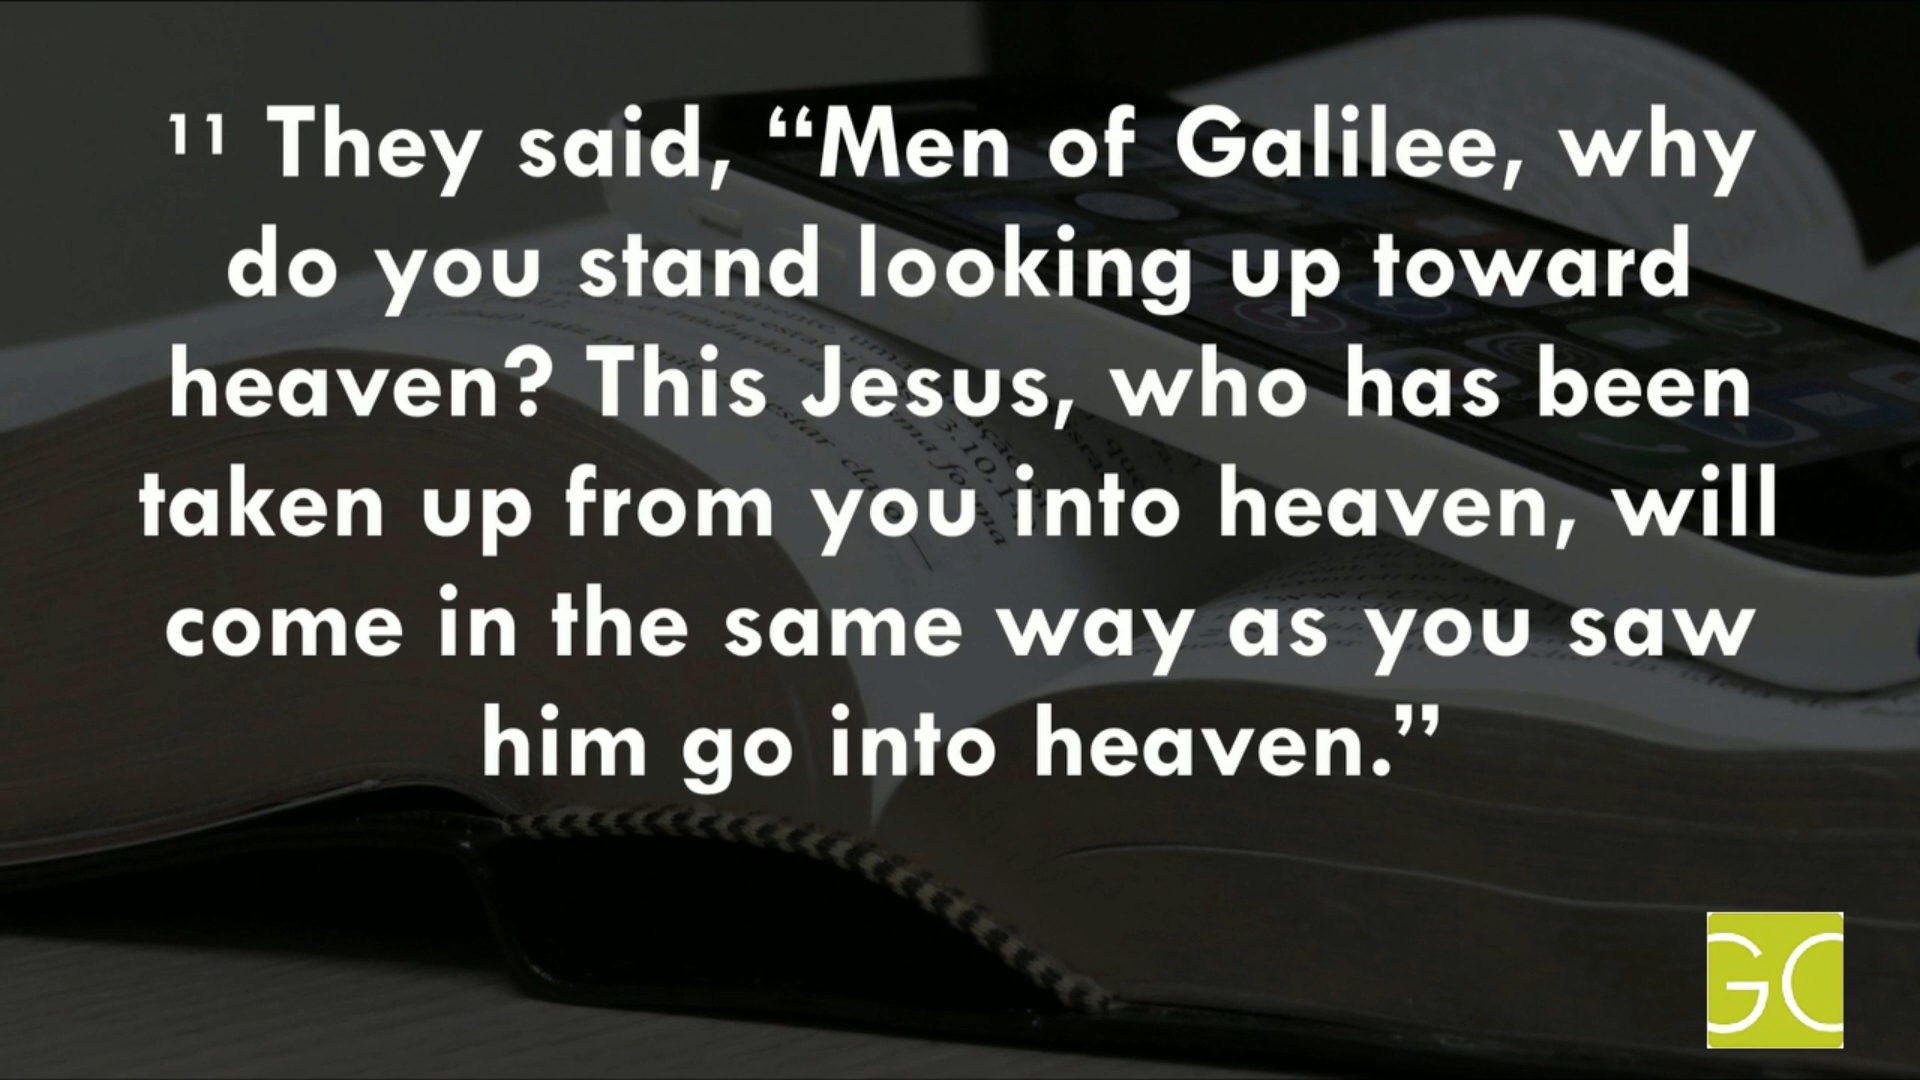 ¹¹ They said, “Men of Galilee, why
do you stand looking up toward
heaven? This Jesus, who has been
taken up from you into heaven, will
come in the same way as you saw
him go into heaven.”
GC